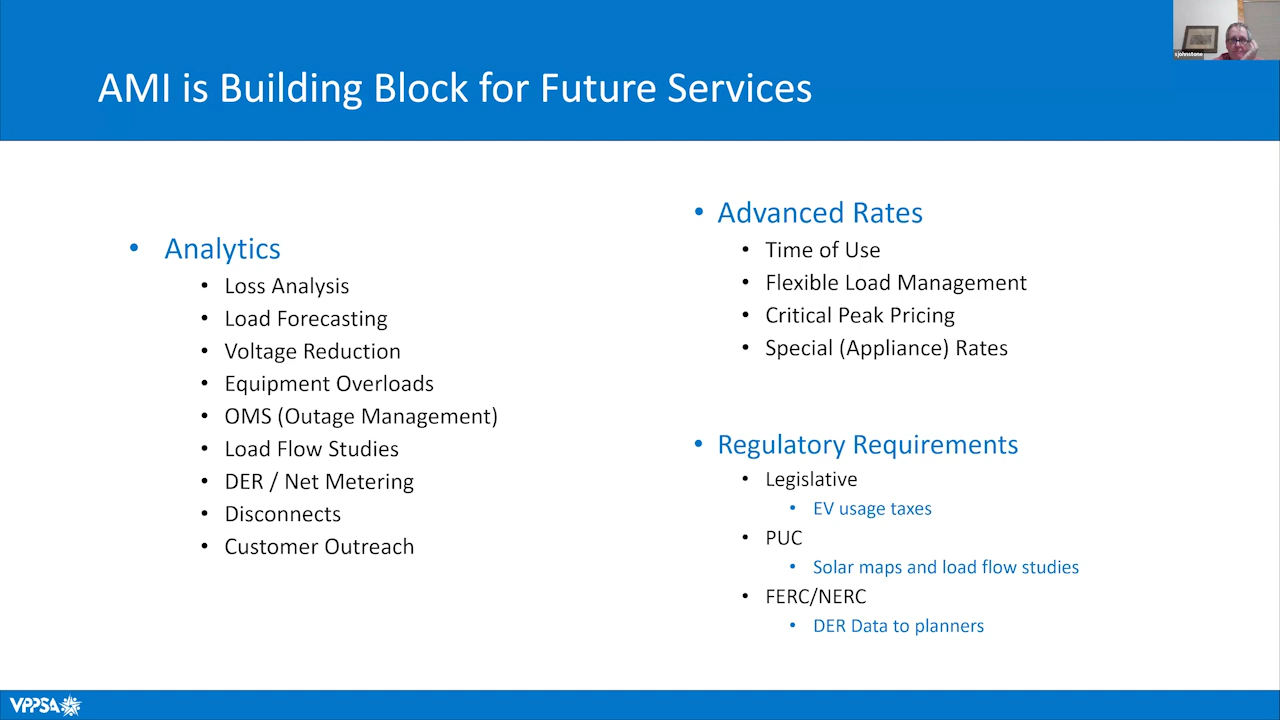 AMI is Building Block for Future Services
sjohnstone
• Analytics
• Loss Analysis
• Load Forecasting
• Voltage Reduction
• Equipment Overloads
• OMS (Outage Management)
• Load Flow Studies
• DER / Net Metering
• Disconnects
• Customer Outreach
• Advanced Rates
• Time of Use
• Flexible Load Management
• Critical Peak Pricing
• Special (Appliance) Rates
• Regulatory Requirements
• Legislative
• EV usage taxes
• PUC
• Solar maps and load flow studies
• FERC/NERC
• DER Data to planners
VPPSA